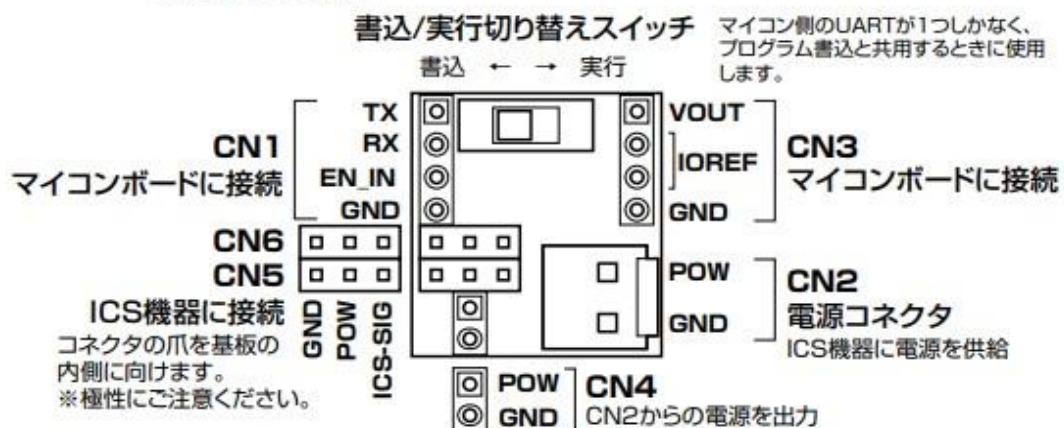 書込/実行切り替えスイッチ
マイコン側のUARTが1つしかなく、
プログラム書込と共用するときに使用
します。
書込 ← → 実行
TX
RX
EN_IN
GND
CN1
マイコンボードに接続
VOUT
IOREF
GND
CN3
マイコンボードに接続
CN6
CN5
ICS機器に接続
コネクタの爪を基板の
内側に向けます。
※極性にご注意ください。
GND
POW
ICS-SIG
POW
GND
CN2
電源コネクタ
ICS機器に電源を供給
POW
GND
CN4
CN2からの電源を出力